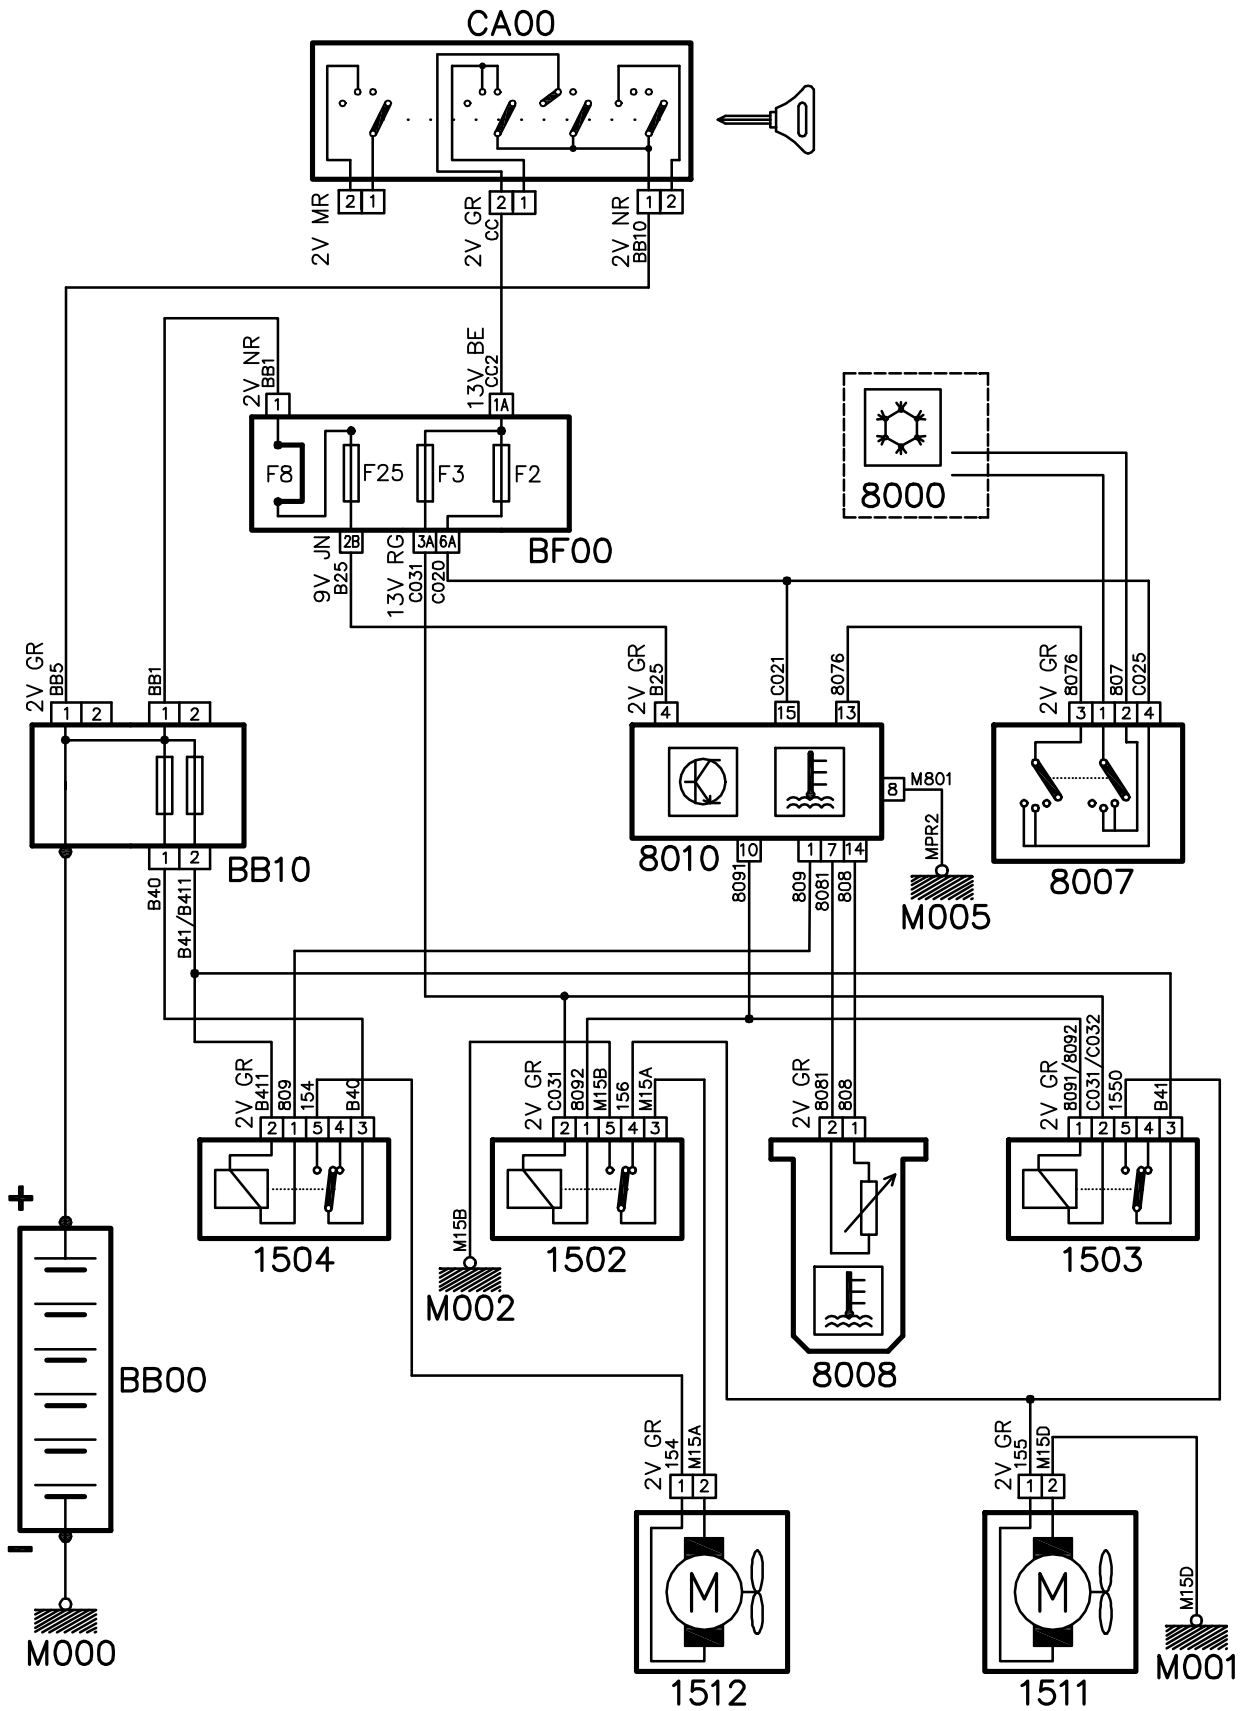 CA00
2V MR
2 1
2V GR
CC
2 1
2V NR
BB10
1 2
2V NR
BB1
1
13V BE
CC2
1A
F8
F25
F3
F2
BF00
9V JN
B25
2B
13V RG
C031
3A
C020
6A
8000
2V GR
BB5
1 2
BB1
1 2
BB10
B40
1
B41/B411
2
2V GR
B25
4
C021
15
8076
13
8
M801
MPR2
M005
8010
10
8091
1
809
7
8081
14
808
2V GR
8076
3
1
807
2
C025
4
8007
2V GR
B411
809
154
B40
2 1 5 4 3
1504
M15B
M002
2V GR
C031
8092
M15B
156
M15A
2 1 5 4 3
1502
2V GR
8081
808
2 1
8008
2V GR
8091/8092
C031/C032
1550
B41
1 2 5 4 3
1503
+
BB00
−
M000
2V GR
154
M15A
1 2
M
1512
2V GR
155
M15D
1 2
M
1511
M15D
M001